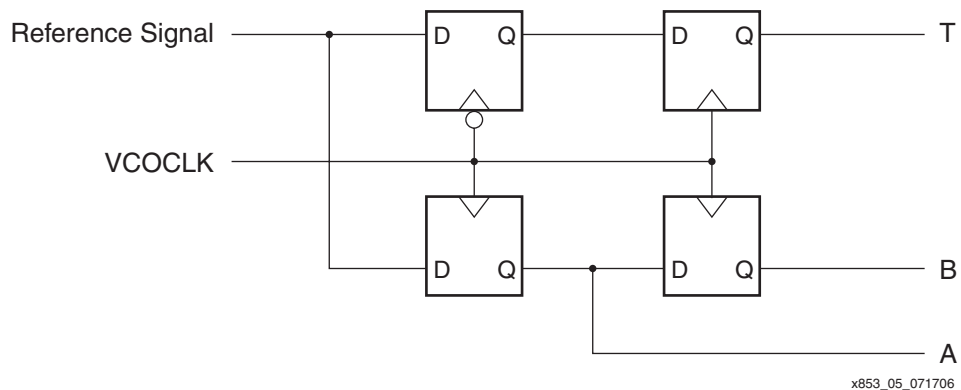 Reference Signal
D Q
D Q
T
VCOCLK
D Q
D Q
B
A
x853_05_071706